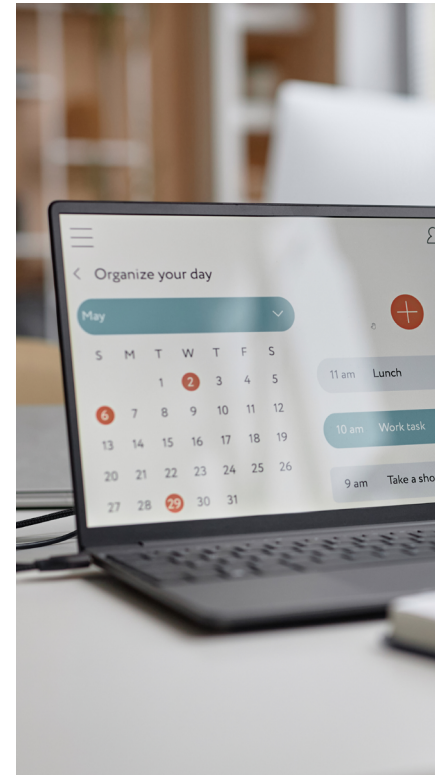 Organize your day
May
S M T W T F S
1 2 3 4 5
6 7 8 9 10 11 12
13 14 15 16 17 18 19
20 21 22 23 24 25 26
27 28 29 30 31
11 am Lunch
10 am Work task
9 am Take a